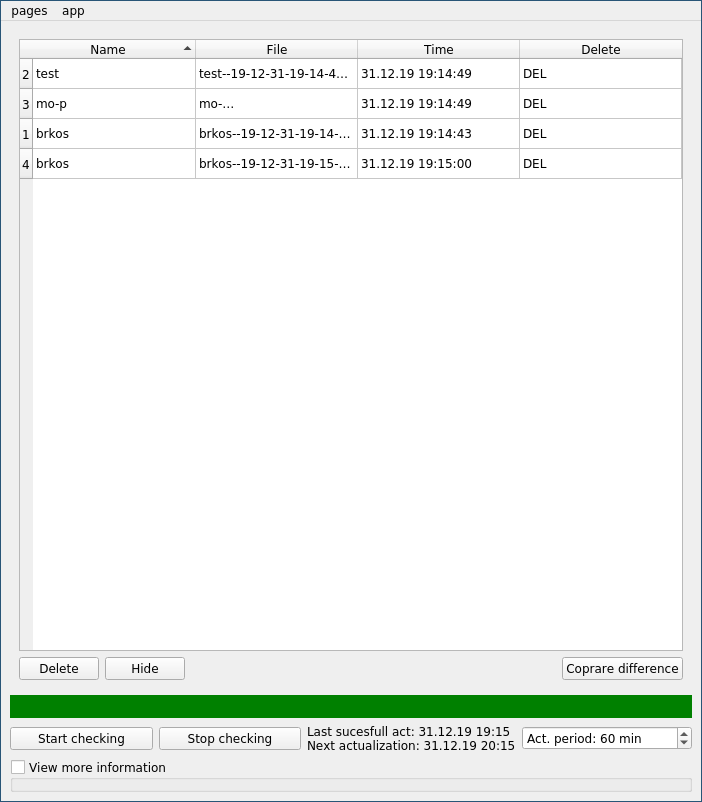 pages app
Name File Time Delete
2 test test--19-12-31-19-14-4... 31.12.19 19:14:49 DEL
3 mo-p mo-... 31.12.19 19:14:49 DEL
1 brkos brkos--19-12-31-19-14-... 31.12.19 19:14:43 DEL
4 brkos brkos--19-12-31-19-15-... 31.12.19 19:15:00 DEL
Delete Hide Coprare difference
Start checking Stop checking Last sucesfull act: 31.12.19 19:15
Next actualization: 31.12.19 20:15 Act. period: 60 min
View more information